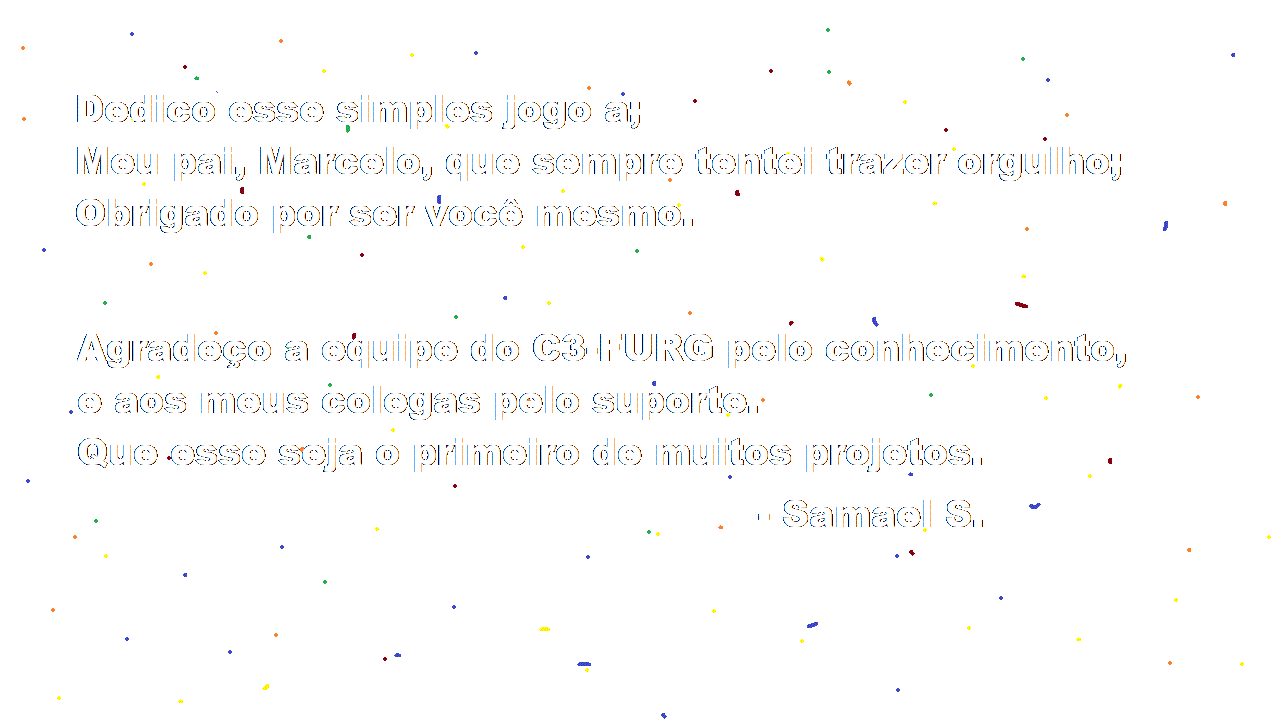 Dedico esse simples jogo a;
Meu pai, Marcelo, que sempre tentei trazer orgulho;
Obrigado por ser você mesmo.
Agradeço a equipe do C3-FURG pelo conhecimento,
e aos meus colegas pelo suporte.
Que esse seja o primeiro de muitos projetos.
- Samael S.